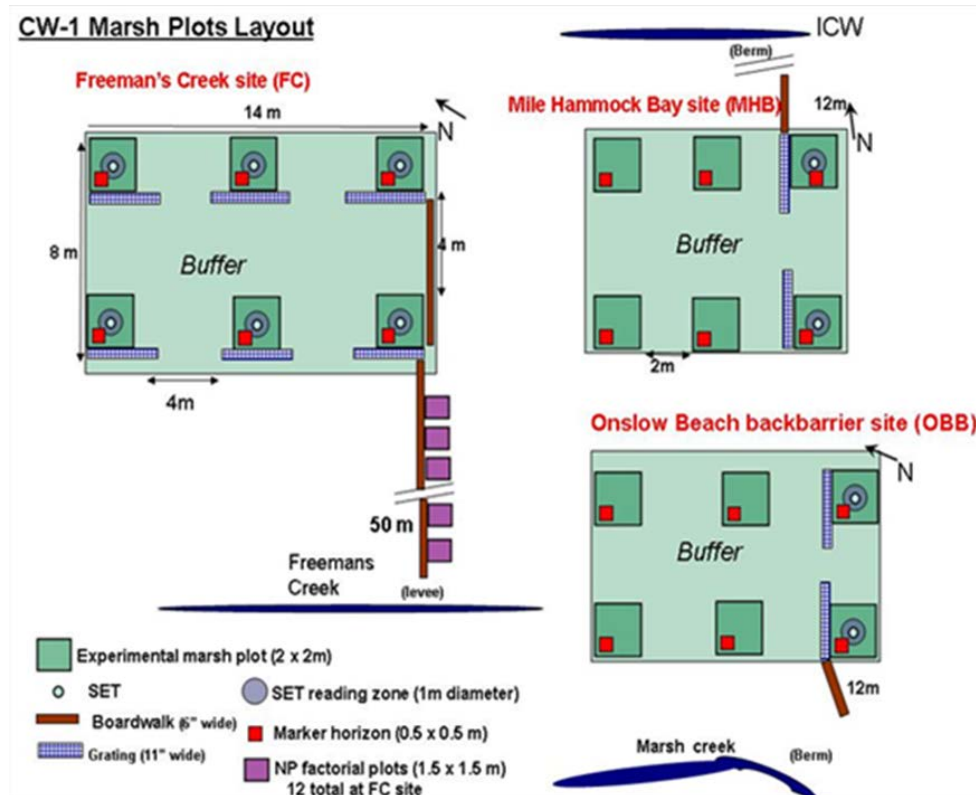 CW-1 Marsh Plots Layout
ICW
(Berm)
Freeman's Creek site (FC)
14 m
N
Mile Hammock Bay site (MHB)
12m
N
8 m
Buffer
4 m
Buffer
2m
4m
Onslow Beach backbarrier site (OBB)
N
50 m
Buffer
Freemans
Creek
(levee)
12m
Experimental marsh plot (2 x 2m)
SET
SET reading zone (1m diameter)
Boardwalk (6" wide)
Marker horizon (0.5 x 0.5 m)
Grating (11" wide)
NP factorial plots (1.5 x 1.5 m)
12 total at FC site
Marsh creek
(Berm)